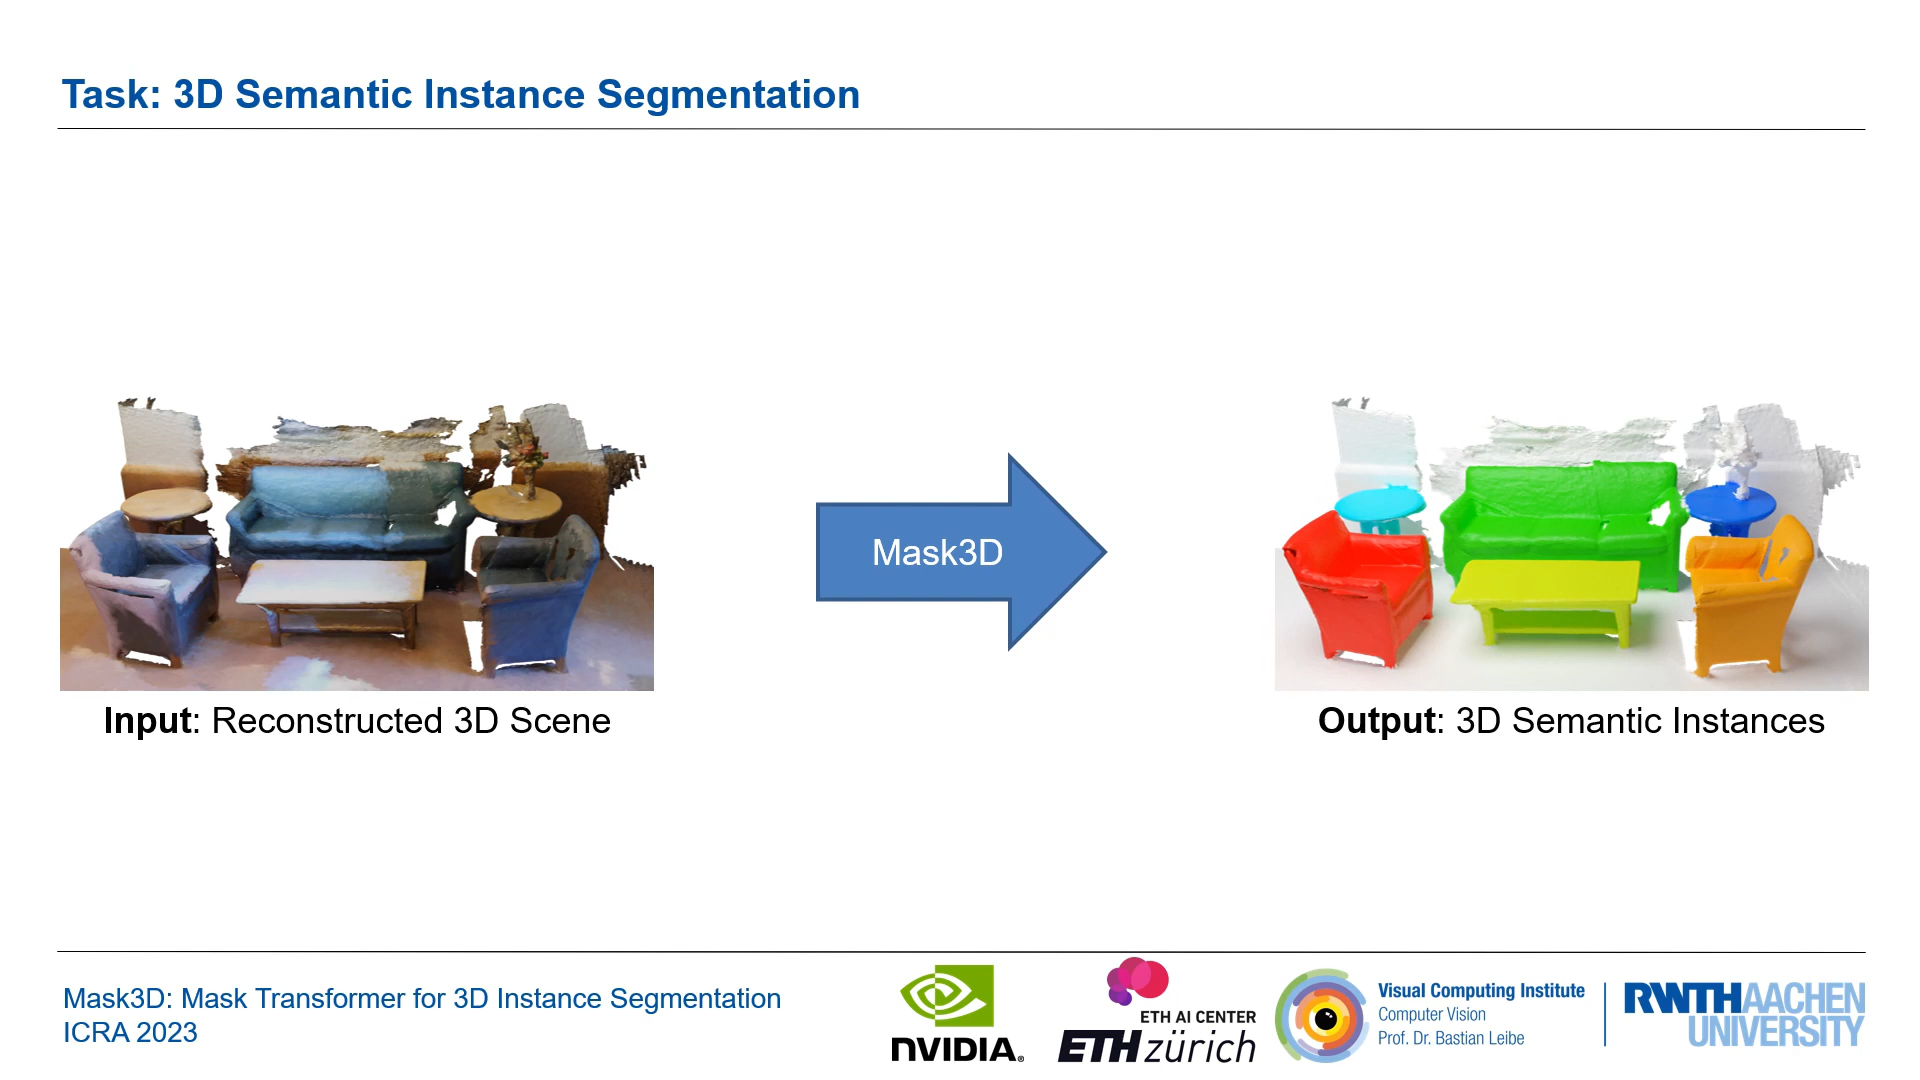 Task: 3D Semantic Instance Segmentation
Mask3D
Input: Reconstructed 3D Scene
Output: 3D Semantic Instances
Mask3D: Mask Transformer for 3D Instance Segmentation
ICRA 2023
NVIDIA®
ETH AI CENTER
ETH zürich
Visual Computing Institute
Computer Vision
Prof. Dr. Bastian Leibe
RWTH AACHEN
UNIVERSITY